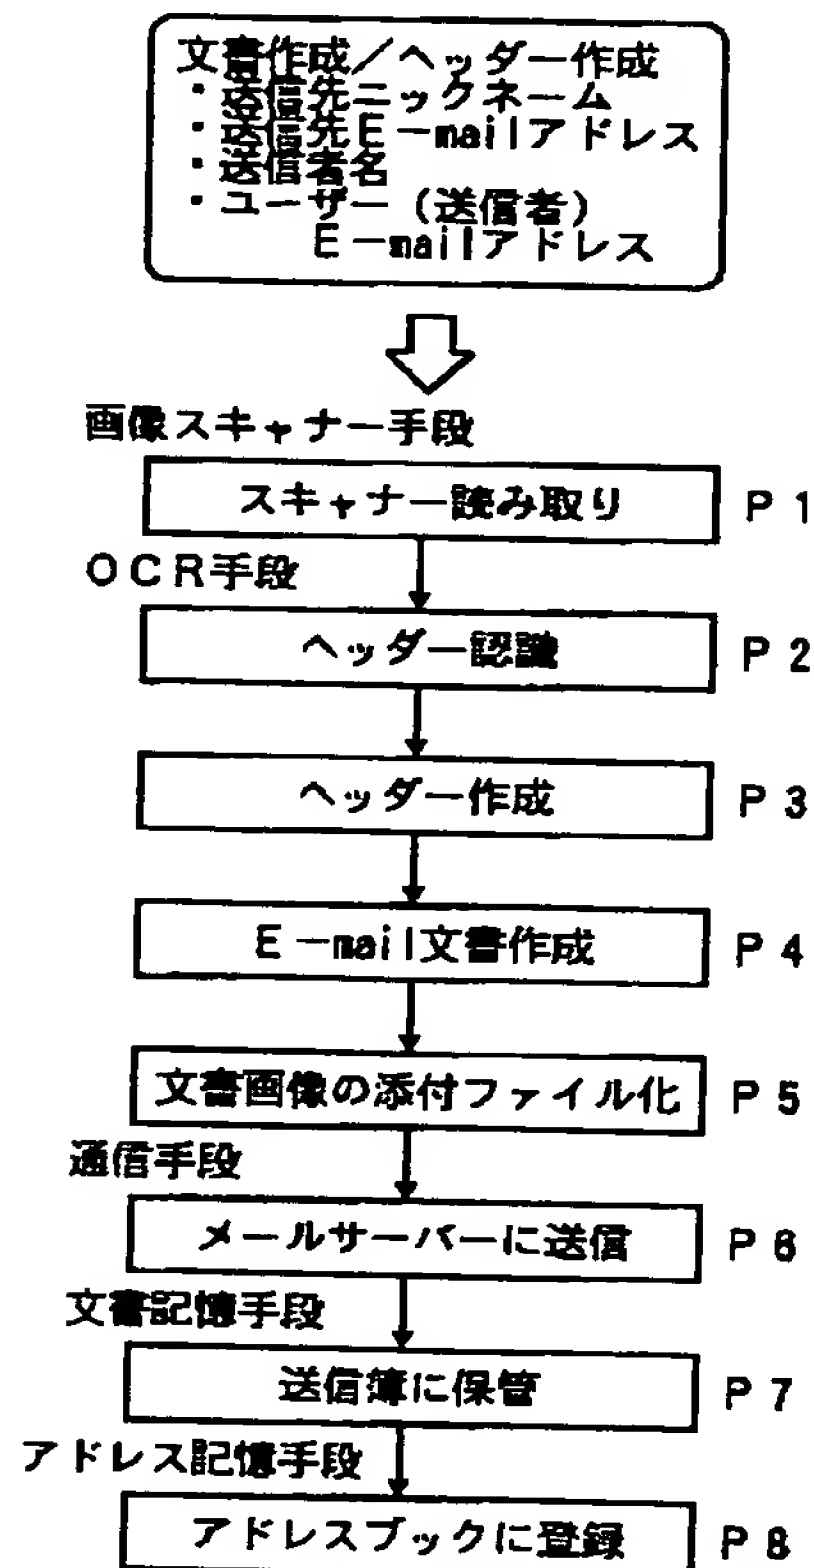 文書作成／ヘッダー作成
・送信先ニックネーム
・送信先E－mailアドレス
・送信者名
・ユーザー（送信者）
E－mailアドレス
画像スキャナー手段
スキャナー読み取り P1
OCR手段
ヘッダー認識 P2
ヘッダー作成 P3
E－mail文書作成 P4
文書画像の添付ファイル化 P5
通信手段
メールサーバーに送信 P6
文書記憶手段
送信簿に保管 P7
アドレス記憶手段
アドレスブックに登録 P8